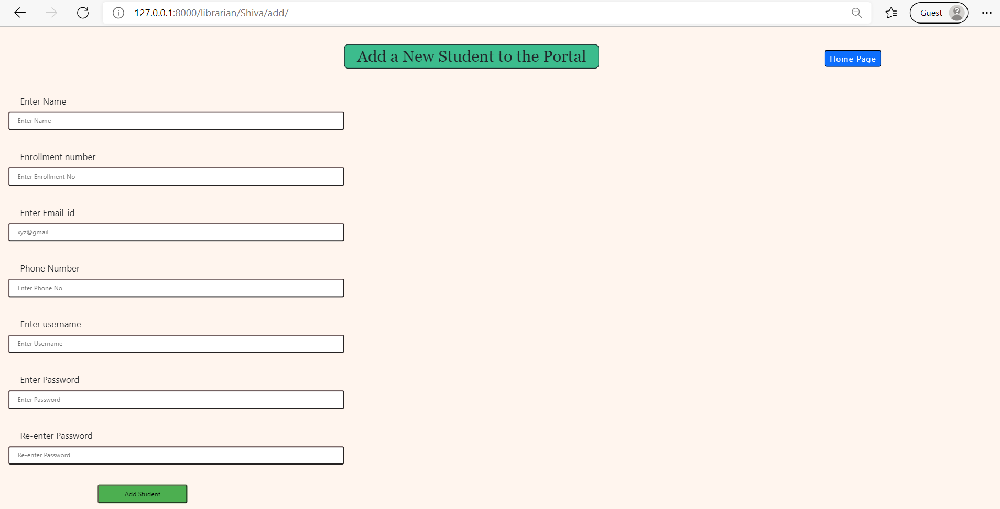 127.0.0.1:8000/librarian/Shiva/add/
Guest
Add a New Student to the Portal
Home Page
Enter Name
Enter Name
Enrollment number
Enter Enrollment No
Enter Email_id
xyz@gmail
Phone Number
Enter Phone No
Enter username
Enter Username
Enter Password
Enter Password
Re-enter Password
Re-enter Password
Add Student